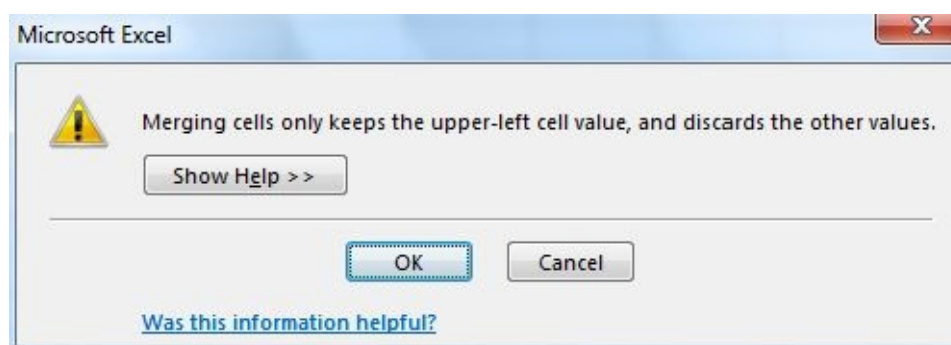 Microsoft Excel
Merging cells only keeps the upper-left cell value, and discards the other values.
Show Help >>
OK
Cancel
Was this information helpful?